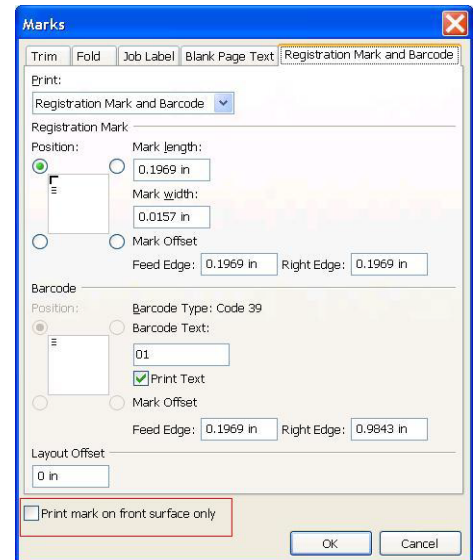 Marks
Trim Fold Job Label Blank Page Text Registration Mark and Barcode
Print:
Registration Mark and Barcode
Registration Mark
Position: Mark length:
0.1969 in
Mark width:
0.0157 in
Mark Offset
Feed Edge: 0.1969 in Right Edge: 0.1969 in
Barcode
Position: Barcode Type: Code 39
Barcode Text:
01
Print Text
Mark Offset
Feed Edge: 0.1969 in Right Edge: 0.9843 in
Layout Offset
0 in
Print mark on front surface only
OK Cancel